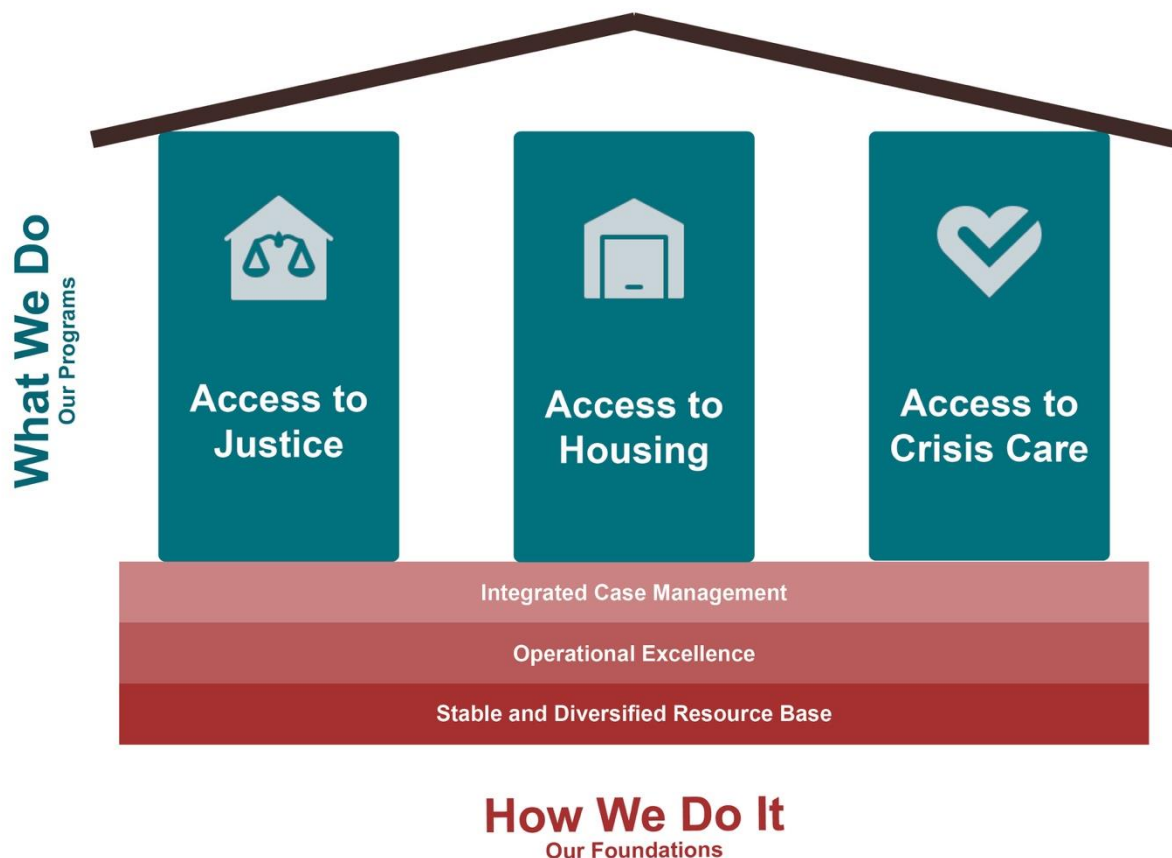 What We Do
Our Programs
Access to
Justice
Access to
Housing
Access to
Crisis Care
Integrated Case Management
Operational Excellence
Stable and Diversified Resource Base
How We Do It
Our Foundations